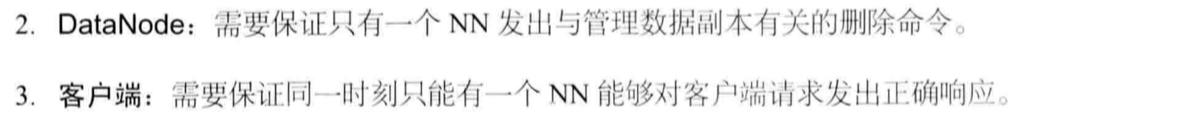 2. DataNode：需要保证只有一个 NN 发出与管理数据副本有关的删除命令。
3. 客户端：需要保证同一时刻只能有一个 NN 能够对客户端请求发出正确响应。